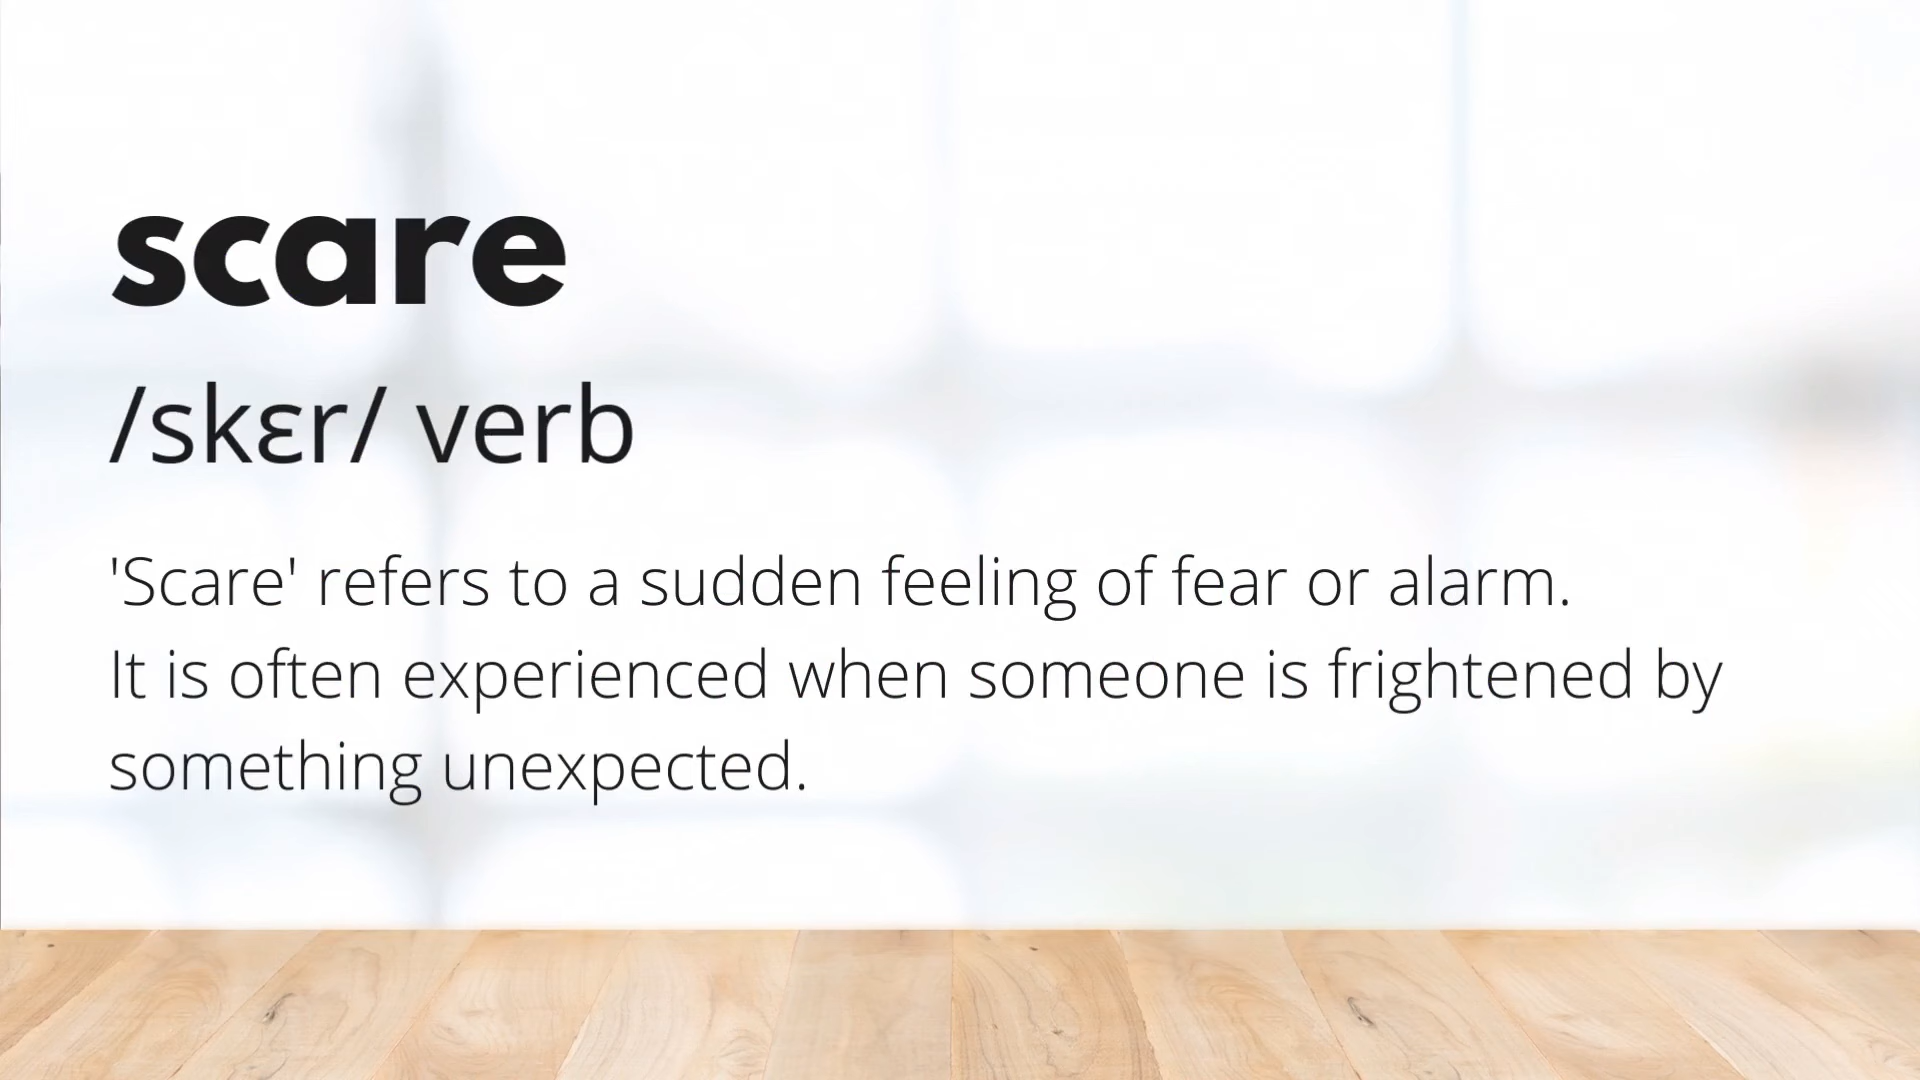 scare
/skɛr/ verb
'Scare' refers to a sudden feeling of fear or alarm.
It is often experienced when someone is frightened by
something unexpected.